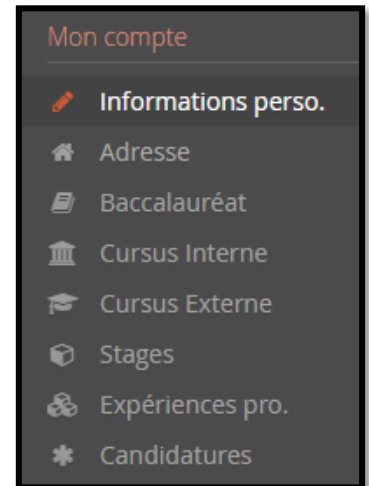 Mon compte
Informations perso.
Adresse
Baccalauréat
Cursus Interne
Cursus Externe
Stages
Expériences pro.
Candidatures